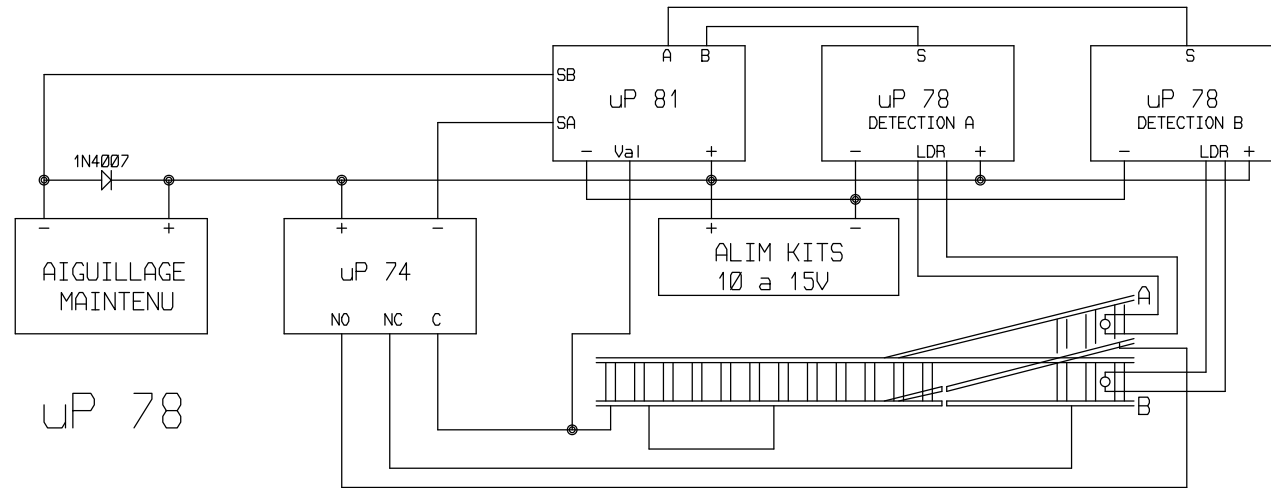 A B
SB
uP 81
SA
- Val +
S
uP 78
DETECTION A
- LDR +
S
uP 78
DETECTION B
- LDR +
1N4007
- +
AIGUILLAGE
MAINTENU
+ -
uP 74
NO NC C
+ -
ALIM KITS
10 a 15V
A
B
uP 78